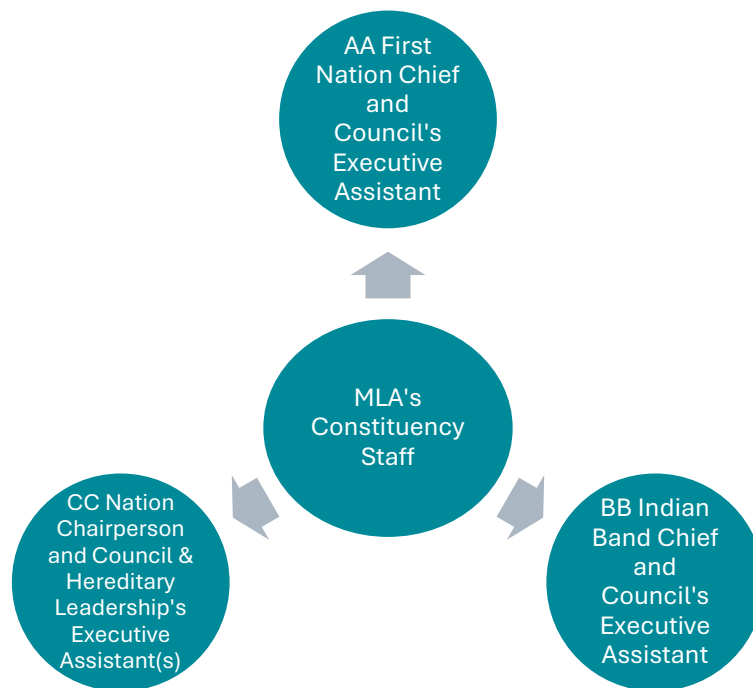 AA First
Nation Chief
and
Council's
Executive
Assistant
MLA's
Constituency
Staff
CC Nation
Chairperson
and Council &
Hereditary
Leadership's
Executive
Assistant(s)
BB Indian
Band Chief
and
Council's
Executive
Assistant